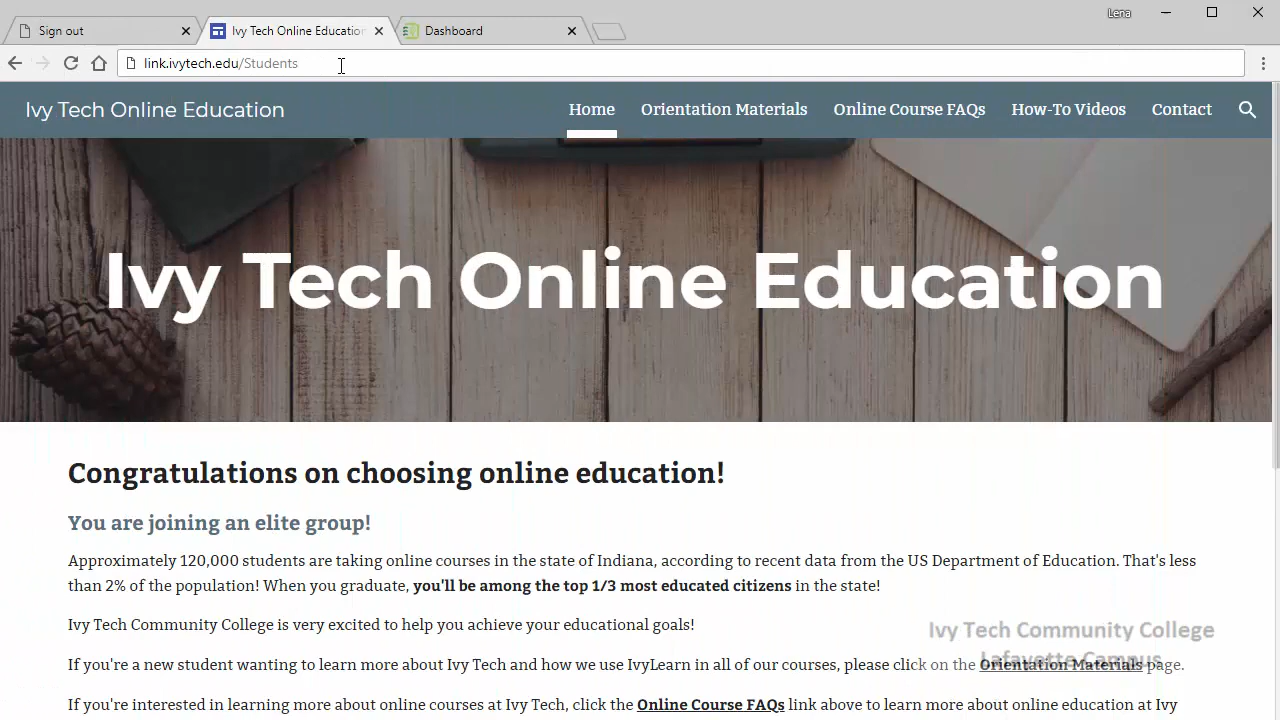 Lena
Sign out
Ivy Tech Online Education
Dashboard
link.ivytech.edu/Students
Ivy Tech Online Education
Home
Orientation Materials
Online Course FAQs
How-To Videos
Contact
Ivy Tech Online Education
Congratulations on choosing online education!
You are joining an elite group!
Approximately 120,000 students are taking online courses in the state of Indiana, according to recent data from the US Department of Education. That's less
than 2% of the population! When you graduate, you'll be among the top 1/3 most educated citizens in the state!
Ivy Tech Community College is very excited to help you achieve your educational goals!
Ivy Tech Community College
Lafayette Campus
If you're a new student wanting to learn more about Ivy Tech and how we use IvyLearn in all of our courses, please click on the Orientation Materials page.
If you're interested in learning more about online courses at Ivy Tech, click the Online Course FAQs link above to learn more about online education at Ivy